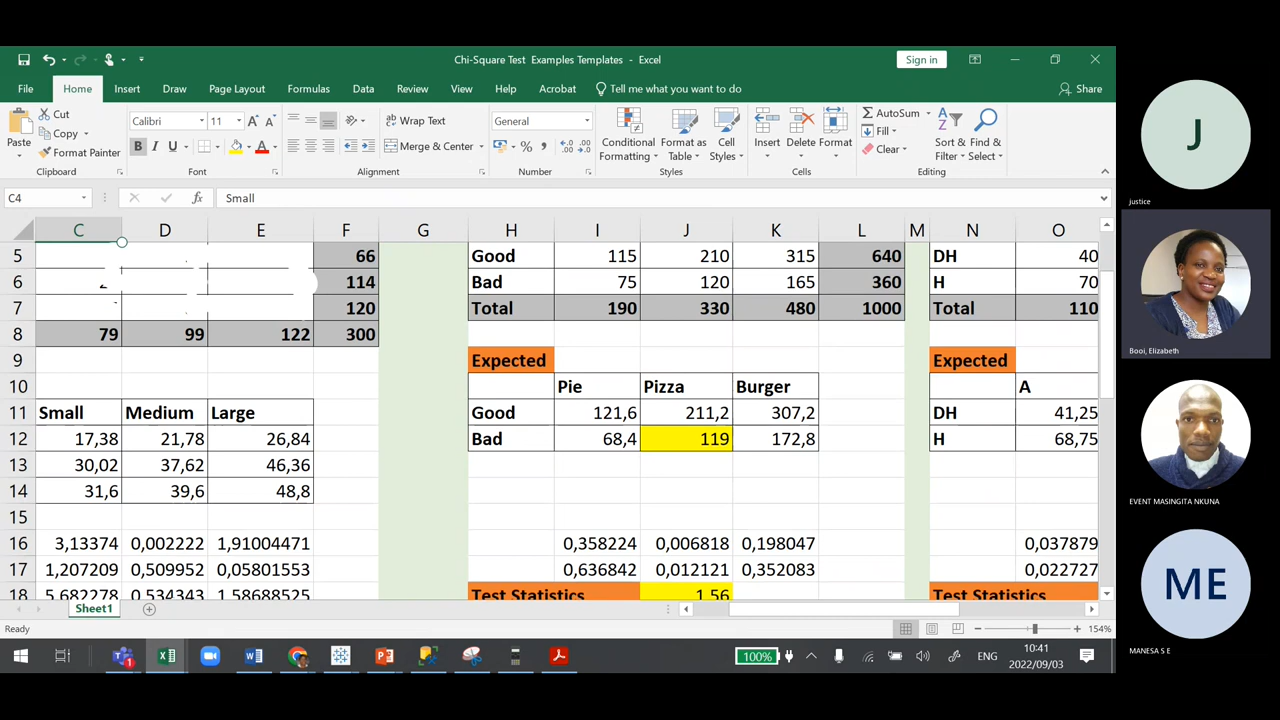 Chi-Square Test Examples Templates - Excel
Sign in
File Home Insert Draw Page Layout Formulas Data Review View Help Acrobat Tell me what you want to do Share
Paste Cut Copy Format Painter Clipboard
Calibri 11 A A B I U A Font
Wrap Text Merge & Center Alignment
General % , Number
Conditional Formatting Format as Table Cell Styles Styles
Insert Delete Format Cells
AutoSum Fill Clear Sort & Filter Find & Select Editing
C4 fx Small
C D E F G H I J K L M N O
5 66 Good 115 210 315 640 DH 40
6 114 Bad 75 120 165 360 H 70
7 120 Total 190 330 480 1000 Total 110
8 79 99 122 300
9 Expected Expected
10 Pie Pizza Burger A
11 Small Medium Large Good 121,6 211,2 307,2 DH 41,25
12 17,38 21,78 26,84 Bad 68,4 119 172,8 H 68,75
13 30,02 37,62 46,36
14 31,6 39,6 48,8
15
16 3,13374 0,002222 1,91004471 0,358224 0,006818 0,198047 0,037879
17 1,207209 0,509952 0,05801553 0,636842 0,012121 0,352083 0,022727
18 5,682278 0,534343 1,58688525 Test Statistics 1,56 Test Statistics
Sheet1
Ready 154%
100% ENG 10:41 2022/09/03
J
justice
Booi, Elizabeth
EVENT MASINGITA NKUNA
ME
MANESA S E